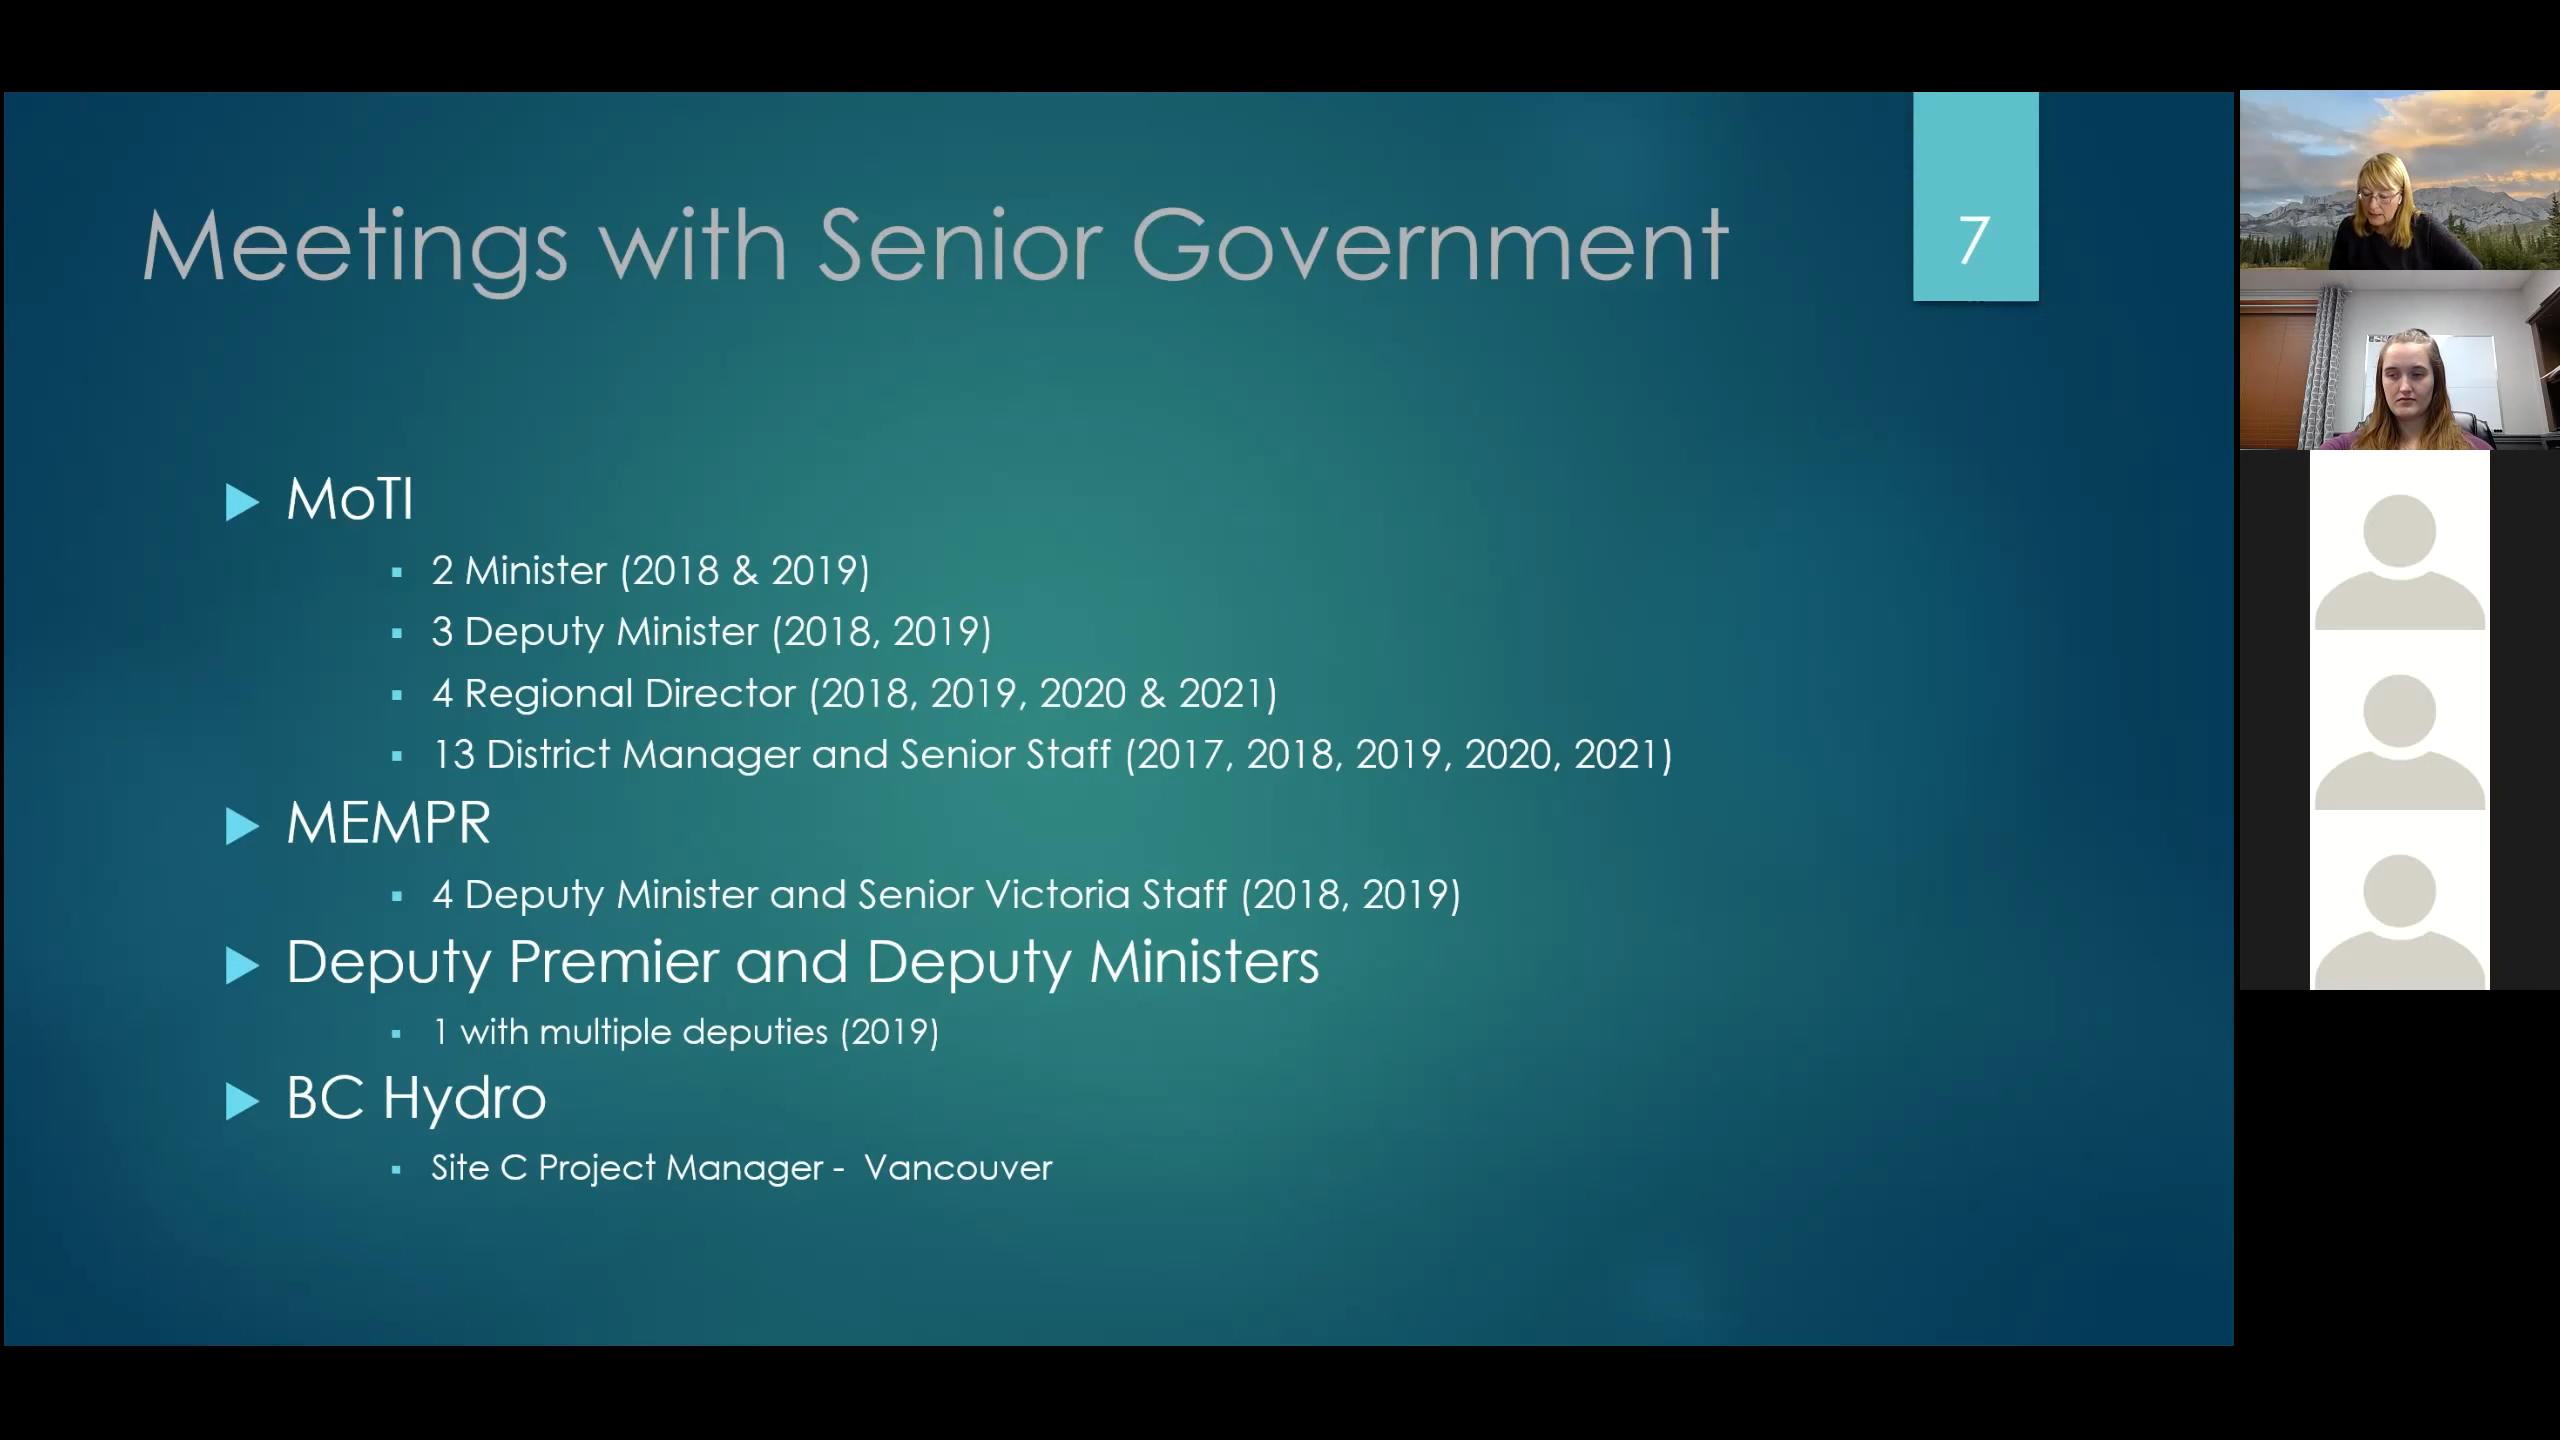 Meetings with Senior Government
7
MoTI
2 Minister (2018 & 2019)
3 Deputy Minister (2018, 2019)
4 Regional Director (2018, 2019, 2020 & 2021)
13 District Manager and Senior Staff (2017, 2018, 2019, 2020, 2021)
MEMPR
4 Deputy Minister and Senior Victoria Staff (2018, 2019)
Deputy Premier and Deputy Ministers
1 with multiple deputies (2019)
BC Hydro
Site C Project Manager - Vancouver